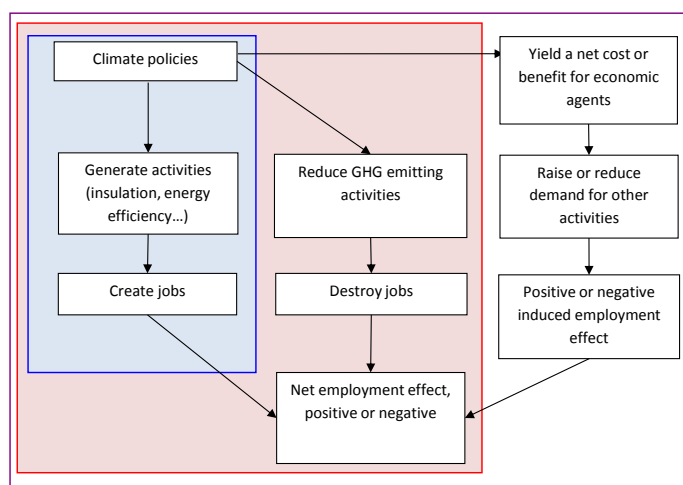 Climate policies
Yield a net cost or
benefit for economic
agents
Generate activities
(insulation, energy
efficiency…)
Reduce GHG emitting
activities
Raise or reduce
demand for other
activities
Create jobs
Destroy jobs
Positive or negative
induced employment
effect
Net employment effect,
positive or negative